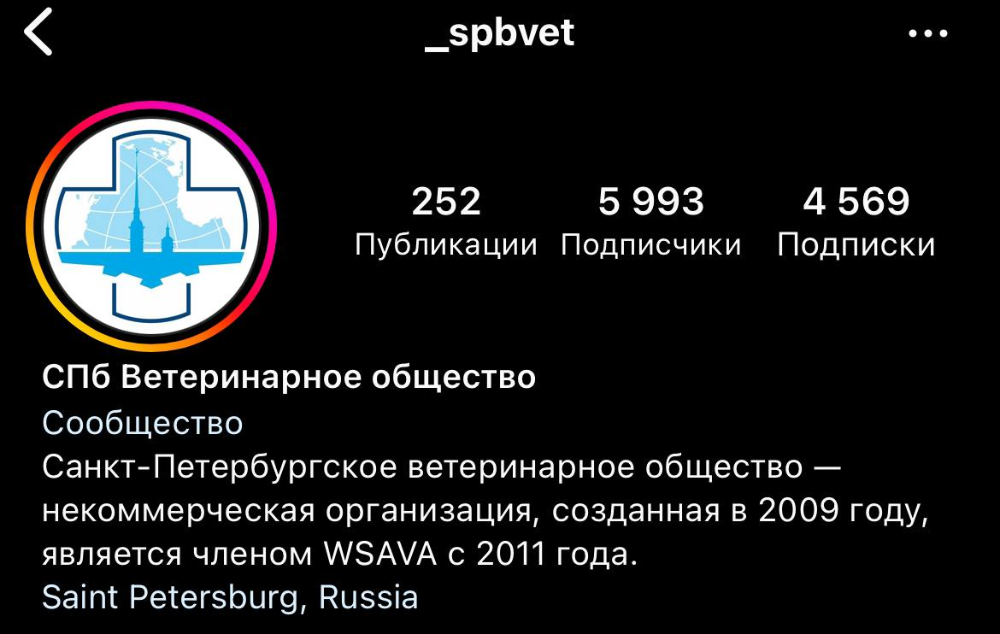 _spbvet
252 5 993 4 569
Публикации Подписчики Подписки
СПб Ветеринарное общество
Сообщество
Санкт-Петербургское ветеринарное общество —
некоммерческая организация, созданная в 2009 году,
является членом WSAVA с 2011 года.
Saint Petersburg, Russia